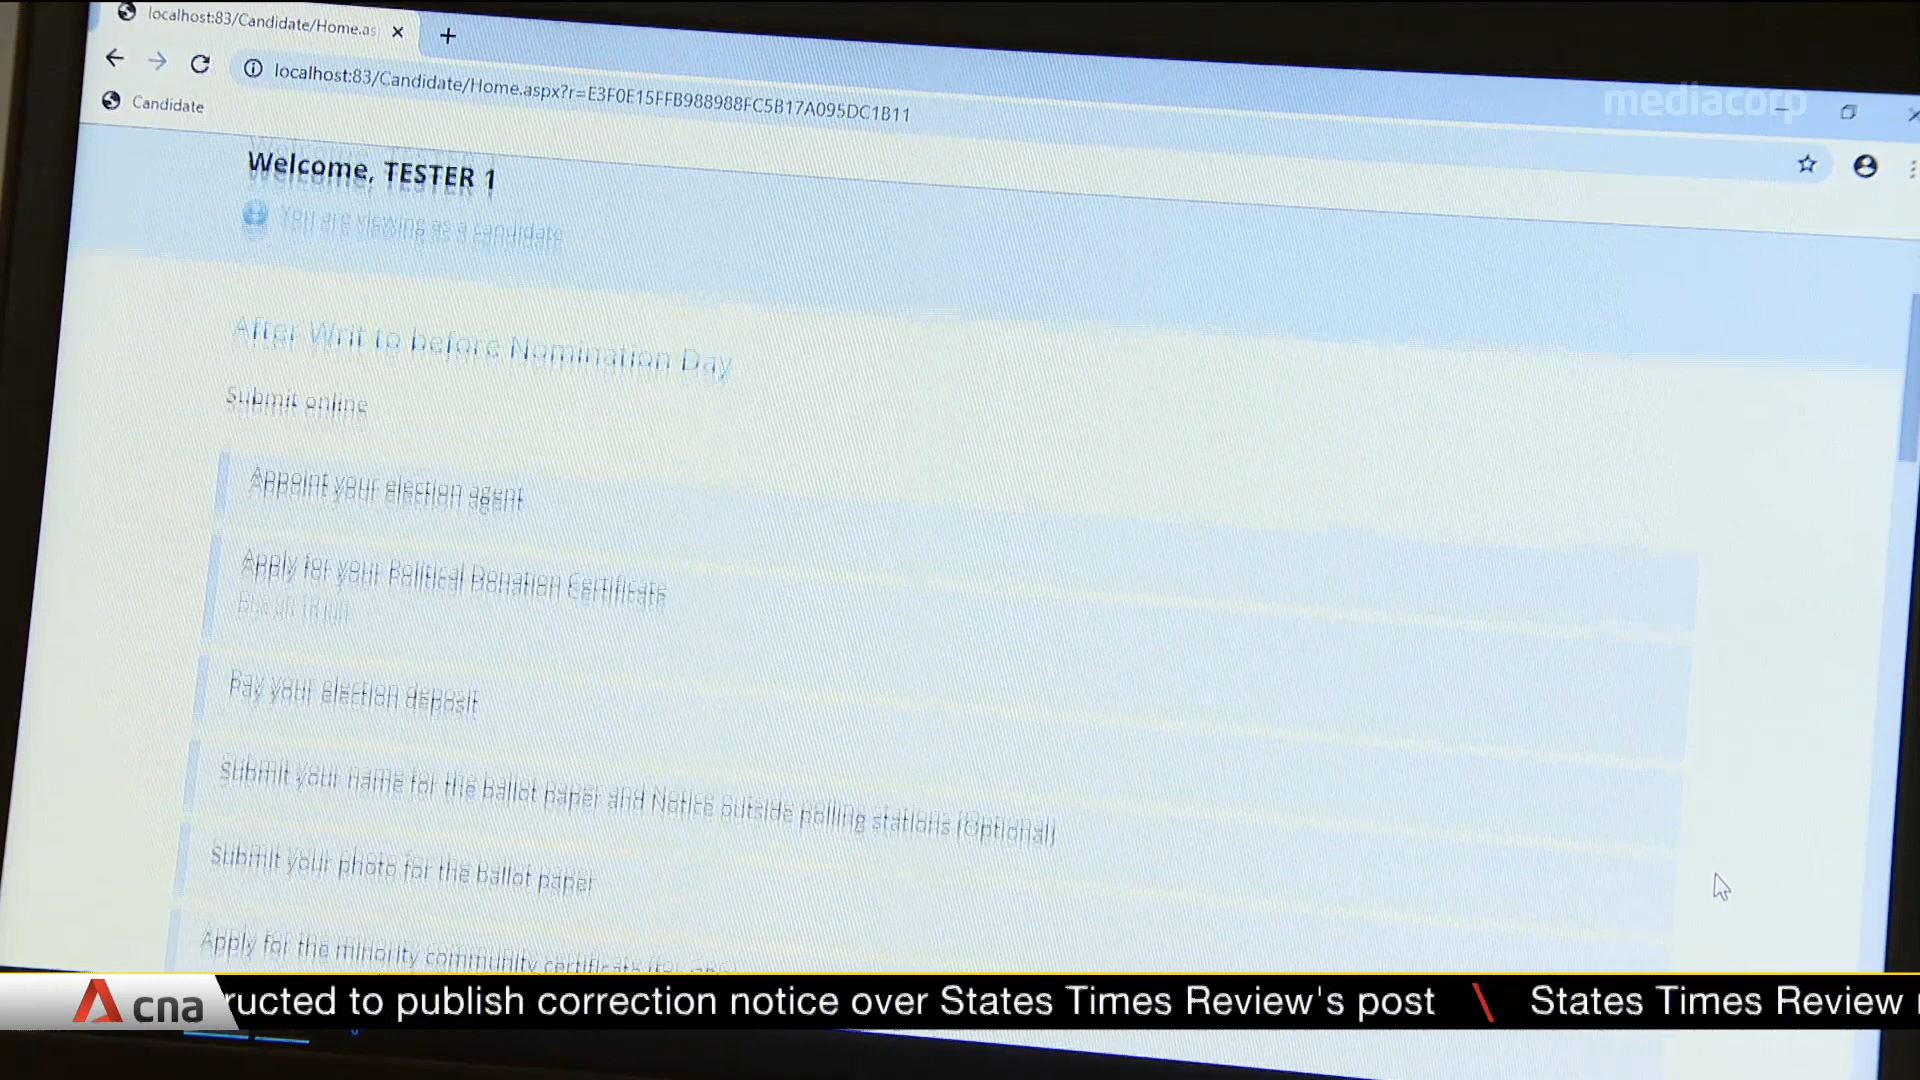 localhost:83/Candidate/Home.as
localhost:83/Candidate/Home.aspx?r=E3F0E15FFB988988FC5B17A095DC1B11
mediacorp
Candidate
Welcome, TESTER 1
You are viewing as a candidate
After Writ to before Nomination Day
Submit online
Appoint your election agent
Apply for your Political Donation Certificate
Pay your election deposit
Submit your name for the ballot paper and Notice outside polling stations (Optional)
Submit your photo for the ballot paper
Apply for the minority community certificate (for
cna
ructed to publish correction notice over States Times Review's post \ States Times Review